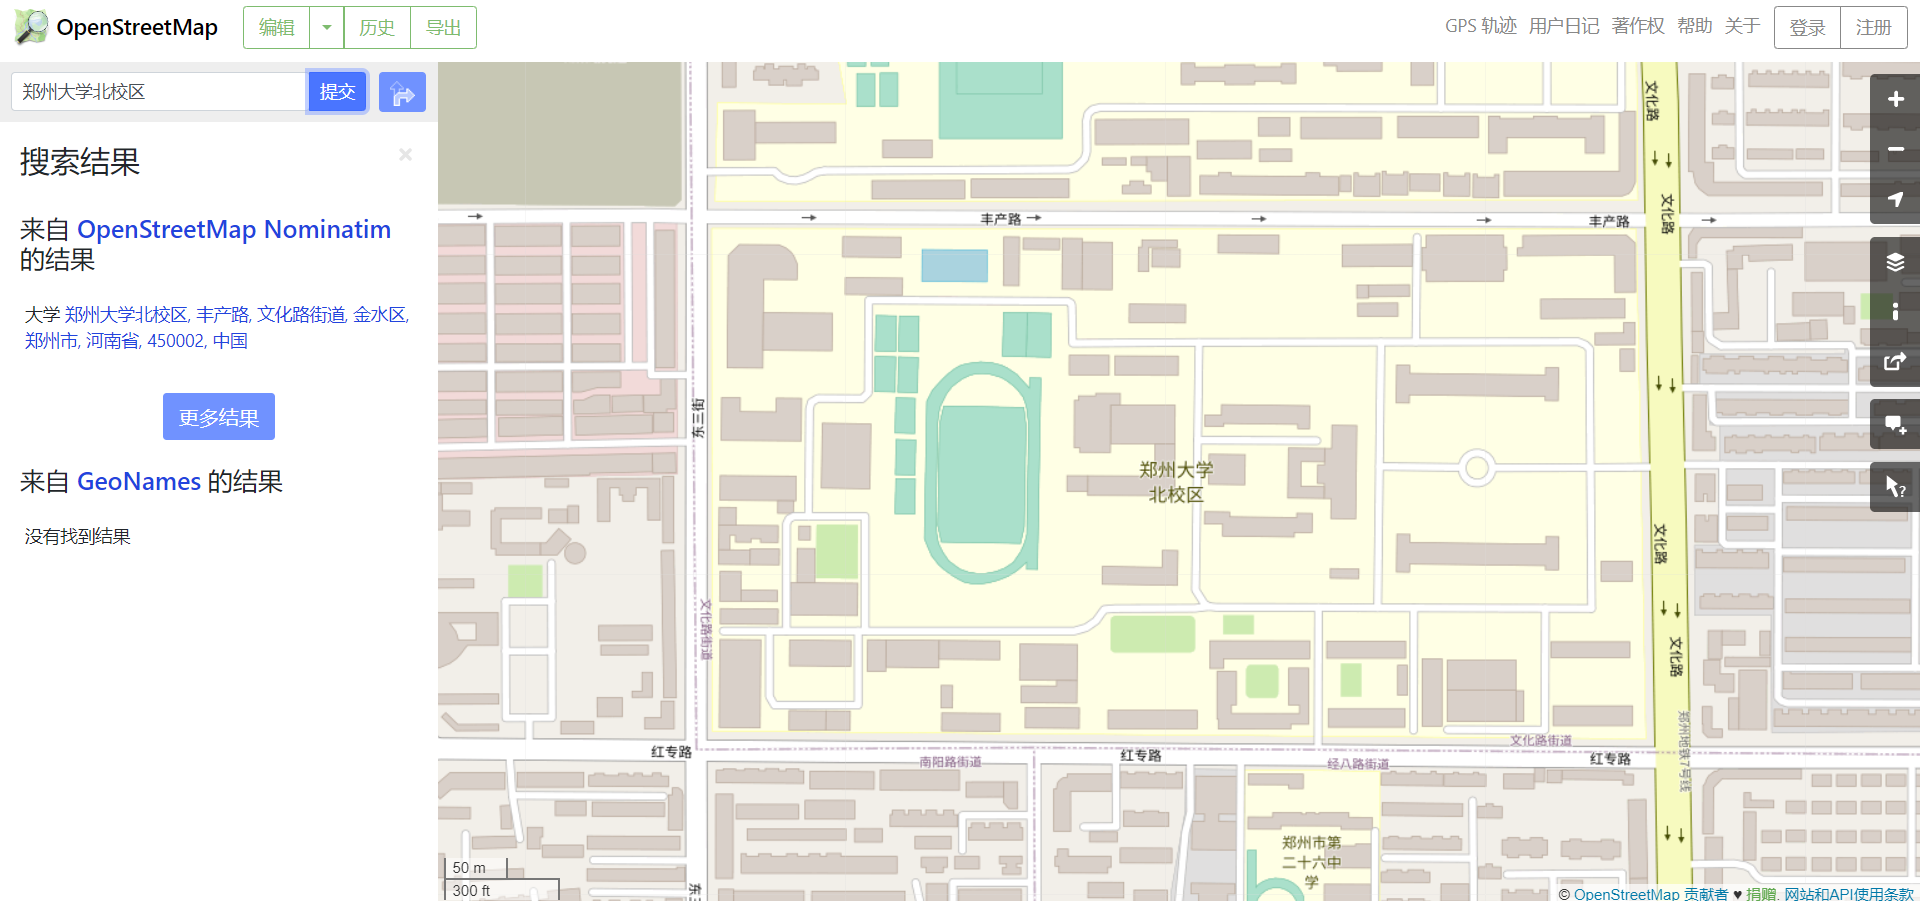 OpenStreetMap
编辑
历史
导出
GPS 轨迹
用户日记
著作权
帮助
关于
登录
注册
郑州大学北校区
提交
搜索结果
×
来自 OpenStreetMap Nominatim
的结果
大学 郑州大学北校区, 丰产路, 文化路街道, 金水区,
郑州市, 河南省, 450002, 中国
更多结果
来自 GeoNames 的结果
没有找到结果
文化路
文化路
丰产路
丰产路
东三街
郑州大学
北校区
文化路
文化路街道
文化路
郑州地铁7号线
红专路
红专路
红专路
文化路街道
南阳路街道
经八路街道
郑州市第
二十六中
学
东
50 m
300 ft
© OpenStreetMap 贡献者 ♥ 捐赠. 网站和API使用条款